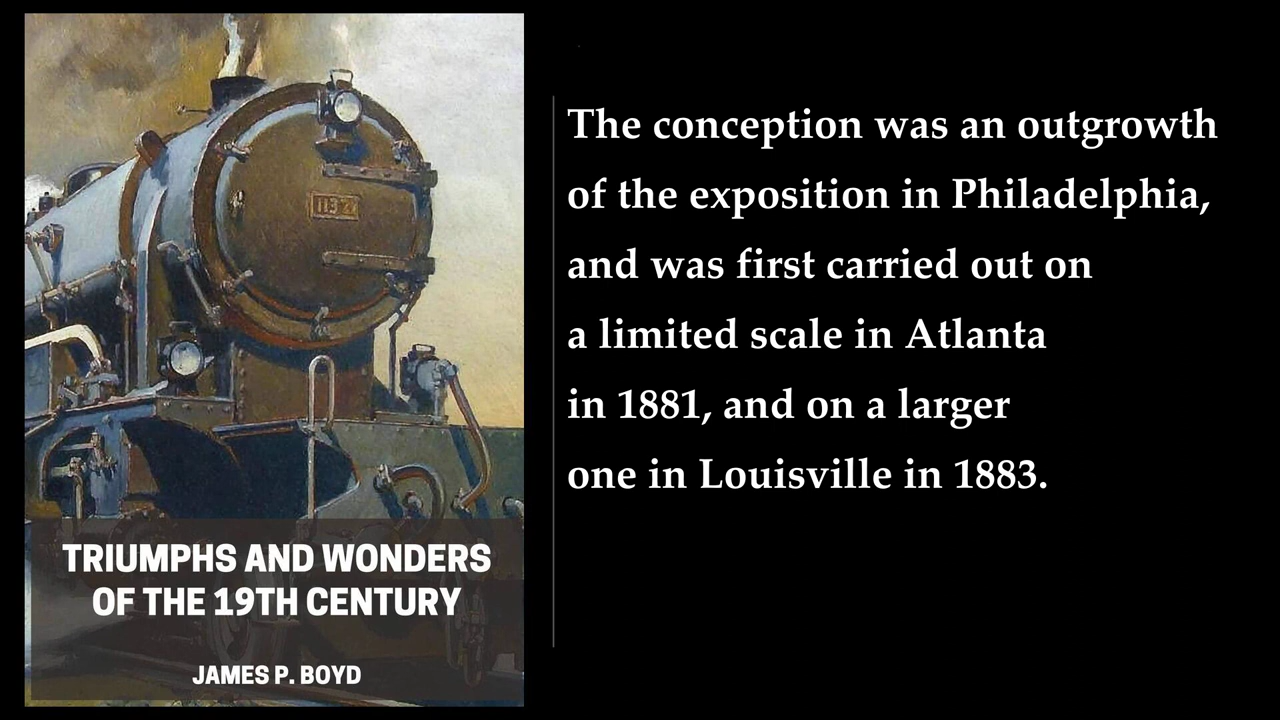 TRIUMPHS AND WONDERS
OF THE 19TH CENTURY
JAMES P. BOYD
The conception was an outgrowth
of the exposition in Philadelphia,
and was first carried out on
a limited scale in Atlanta
in 1881, and on a larger
one in Louisville in 1883.